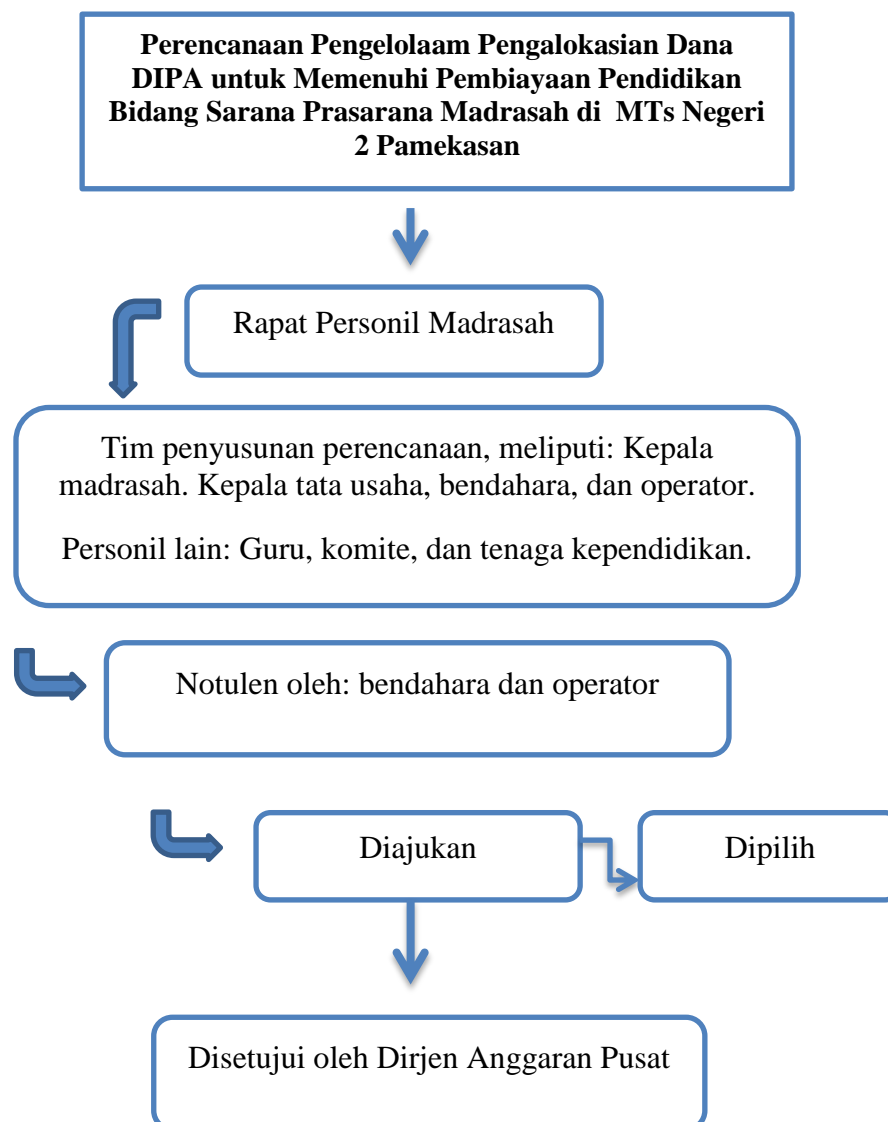 Perencanaan Pengelolaam Pengalokasian Dana
DIPA untuk Memenuhi Pembiayaan Pendidikan
Bidang Sarana Prasarana Madrasah di MTs Negeri
2 Pamekasan
Rapat Personil Madrasah
Tim penyusunan perencanaan, meliputi: Kepala
madrasah. Kepala tata usaha, bendahara, dan operator.
Personil lain: Guru, komite, dan tenaga kependidikan.
Notulen oleh: bendahara dan operator
Diajukan
Dipilih
Disetujui oleh Dirjen Anggaran Pusat